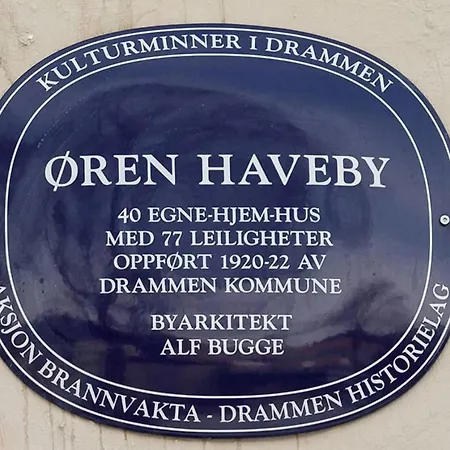 KULTURMINNER I DRAMMEN
ØREN HAVEBY
40 EGNE-HJEM-HUS
MED 77 LEILIGHETER
OPPFØRT 1920-22 AV
DRAMMEN KOMMUNE
BYARKITEKT
ALF BUGGE
AKSJON BRANNVAKTA - DRAMMEN HISTORIELAG